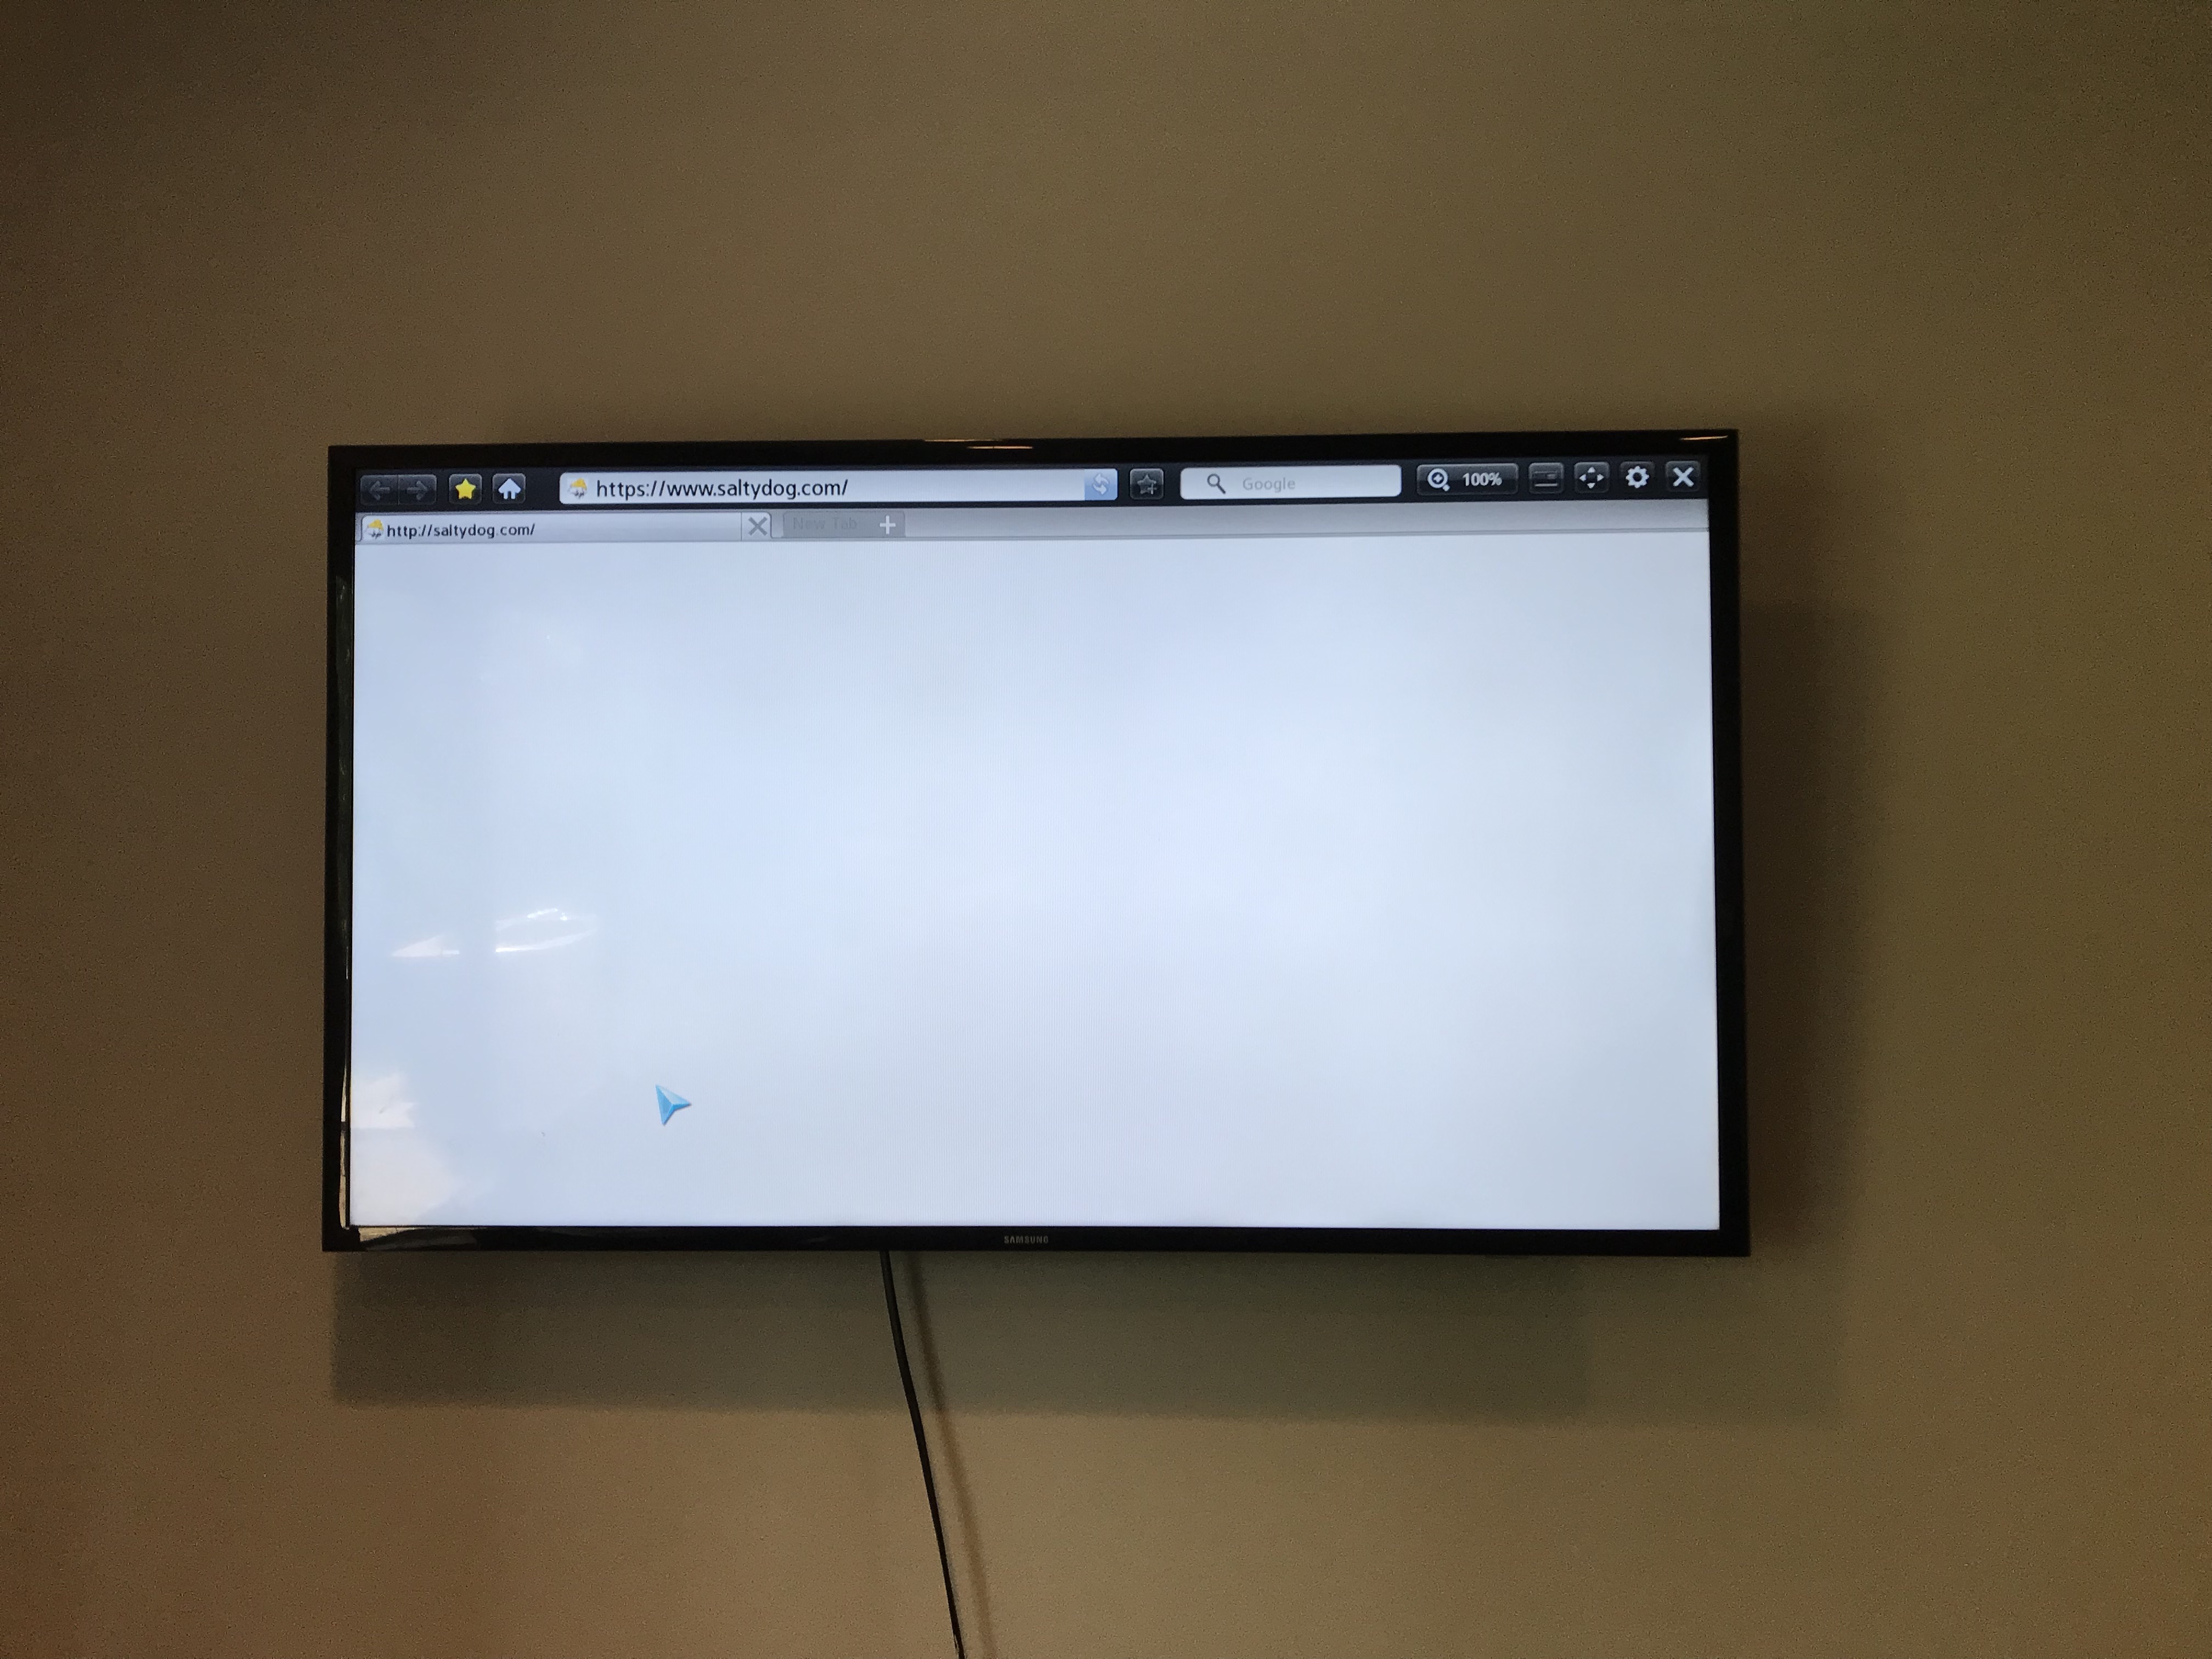 https://www.saltydog.com/
Google
100%
http://saltydog.com/
New Tab
SAMSUNG